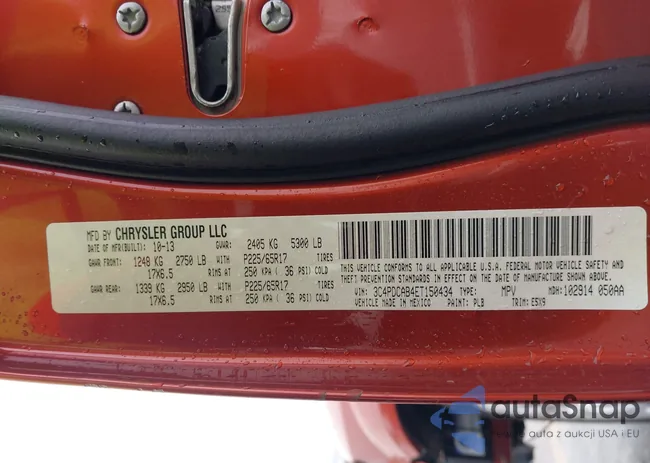 MFD BY CHRYSLER GROUP LLC
DATE OF MFR(BUILT): 10-13 GVWR: 2405 KG 5300 LB
GAWR FRONT: 1248 KG 2750 LB WITH P225/65R17 TIRES
17X6.5 RIMS AT 250 KPA ( 36 PSI) COLD
GAWR REAR: 1339 KG 2950 LB WITH P225/65R17 TIRES
17X6.5 RIMS AT 250 KPA ( 36 PSI) COLD
THIS VEHICLE CONFORMS TO ALL APPLICABLE U.S.A. FEDERAL MOTOR VEHICLE SAFETY AND
THEFT PREVENTION STANDARDS IN EFFECT ON THE DATE OF MANUFACTURE SHOWN ABOVE.
VIN: 3C4PDCAB4ET150434 TYPE: MPV MDH: 102914 050AA
VEHICLE MADE IN MEXICO PAINT: PLB TRIM: E5X9
autaSnap
auta z aukcji USA i EU